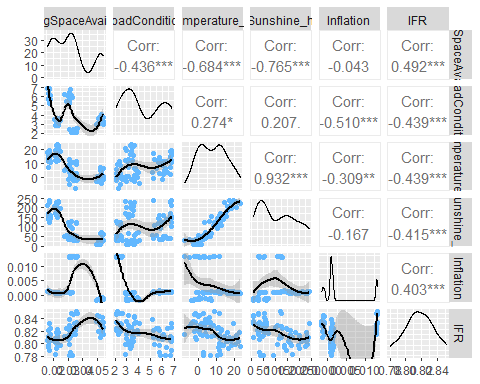 gSpaceAvai
oadConditio
mperature_
Sunshine_h
Inflation
IFR
30
20
10
0
Corr:
-0.436***
Corr:
-0.684***
Corr:
-0.765***
Corr:
-0.043
Corr:
0.492***
SpaceAv
7
6
5
4
3
2
Corr:
0.274*
Corr:
0.207.
Corr:
-0.510***
Corr:
-0.439***
adCondit
20
10
0
Corr:
0.932***
Corr:
-0.309**
Corr:
-0.439***
mperature
250
200
150
100
50
0
Corr:
-0.167
Corr:
-0.415***
unshine_
0.010
0.005
0.000
Corr:
0.403***
Inflation
0.84
0.82
0.80
0.78
IFR
2 3 4 5 6 7
0 10 20